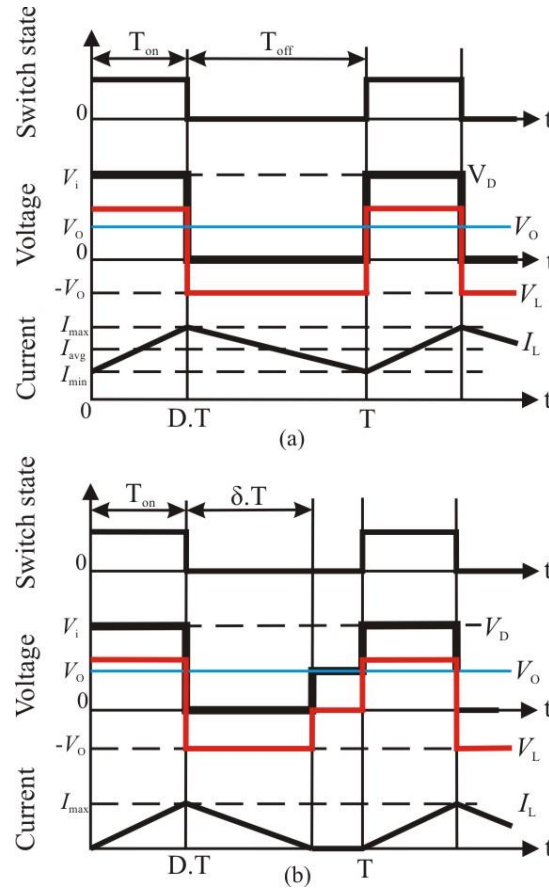 Switch state
T_on
T_off
0
t
Voltage
V_i
V_D
V_O
V_O
0
t
-V_O
V_L
Current
I_max
I_avg
I_min
I_L
0
t
D.T
T
(a)
Switch state
T_on
δ.T
0
t
Voltage
V_i
V_D
V_O
V_O
0
t
-V_O
V_L
Current
I_max
I_L
t
D.T
T
(b)